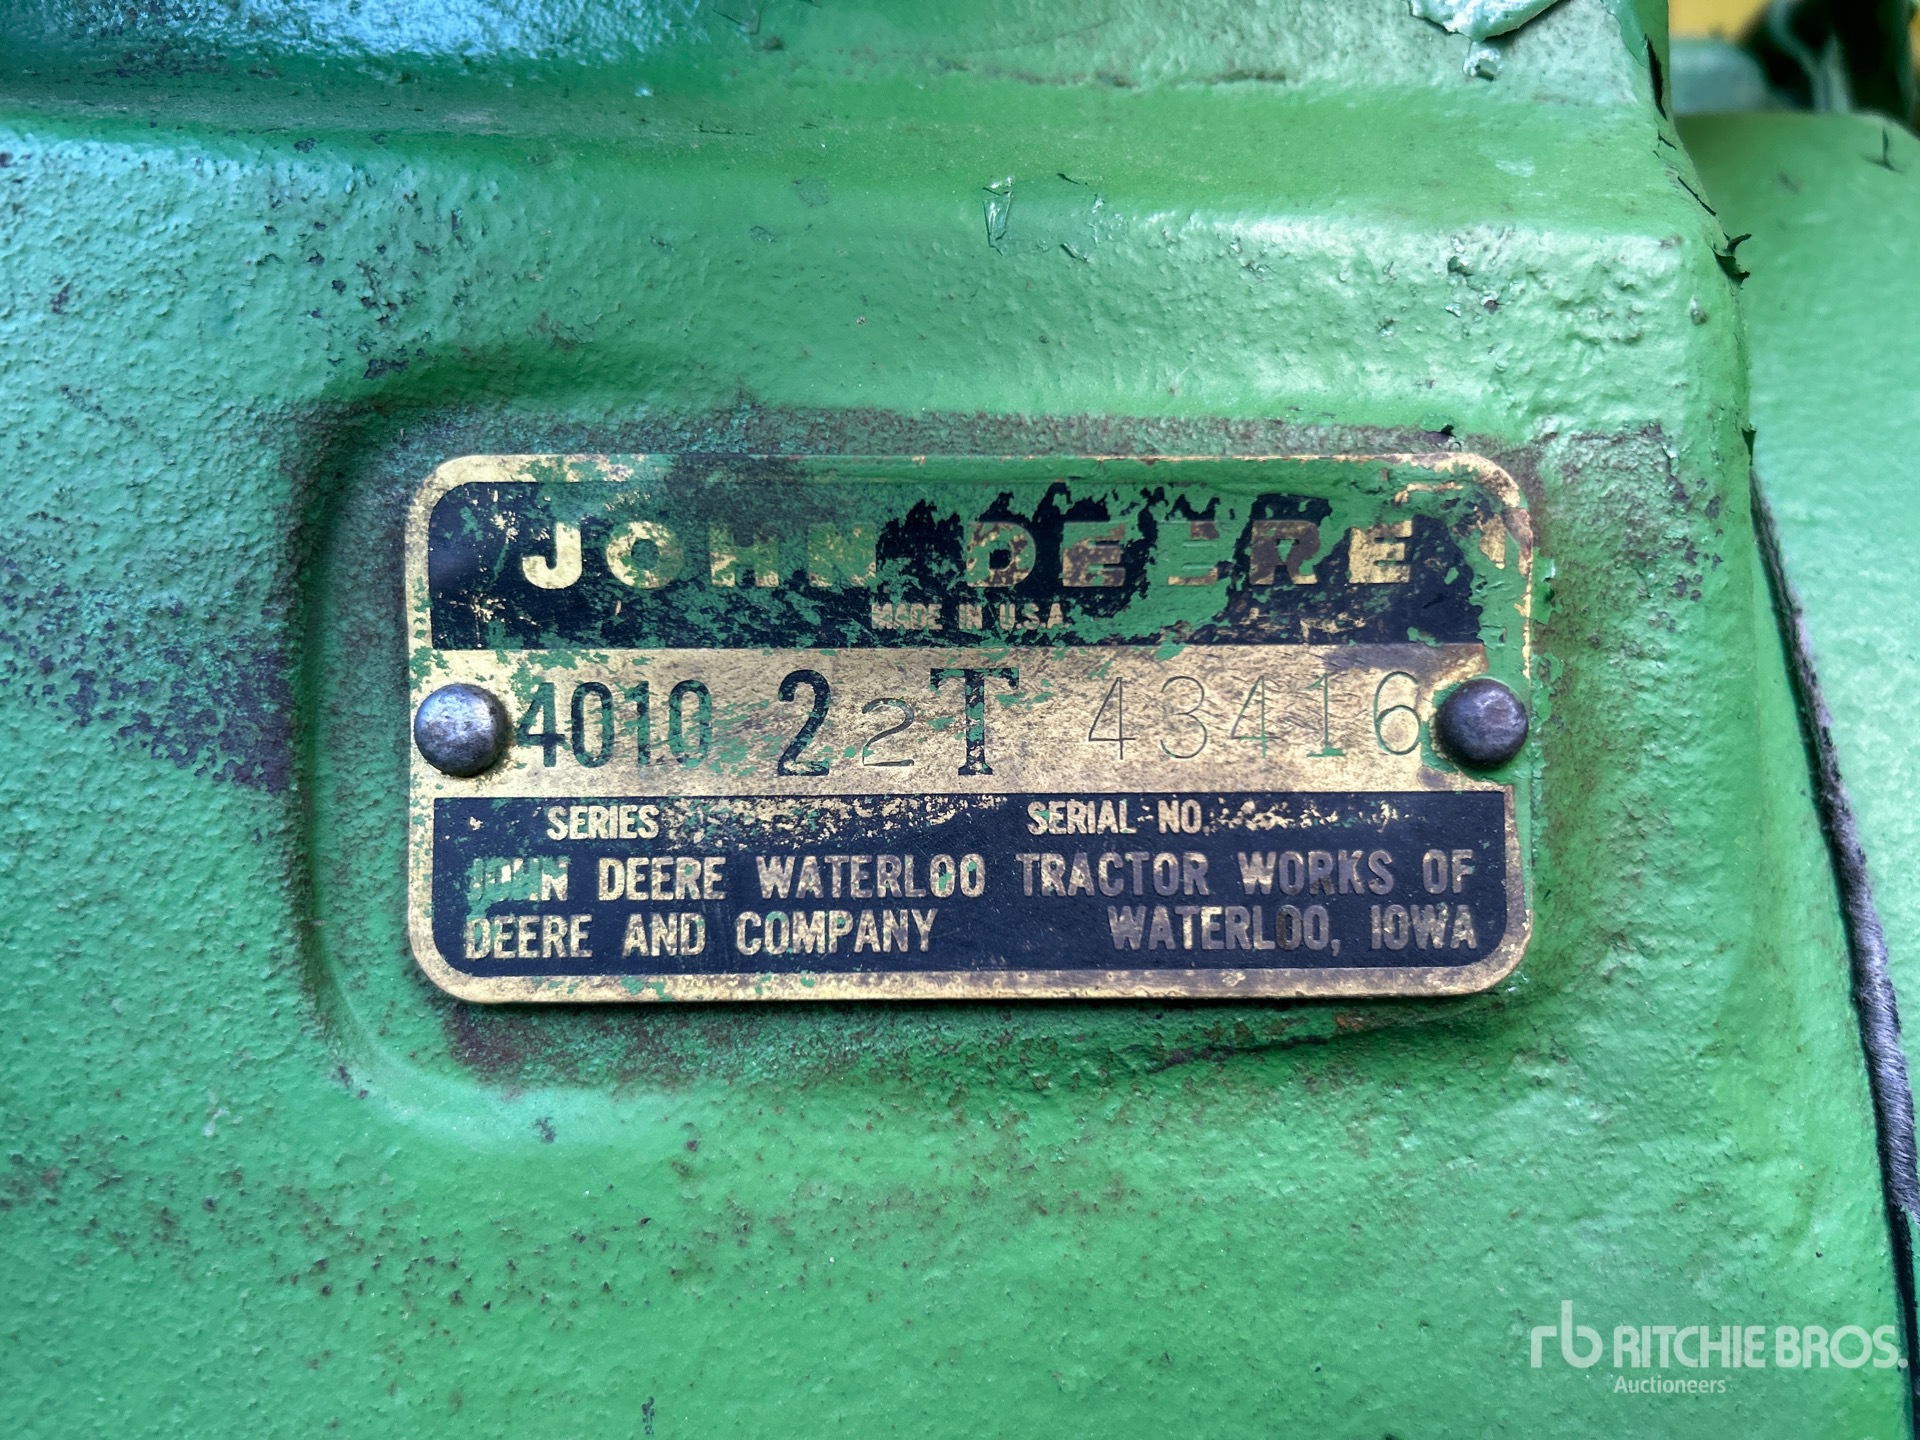 JOHN DEERE
MADE IN U.S.A.
4010 22T 43416
SERIES SERIAL NO.
JOHN DEERE WATERLOO TRACTOR WORKS OF
DEERE AND COMPANY WATERLOO, IOWA
rb RITCHIE BROS.
Auctioneers